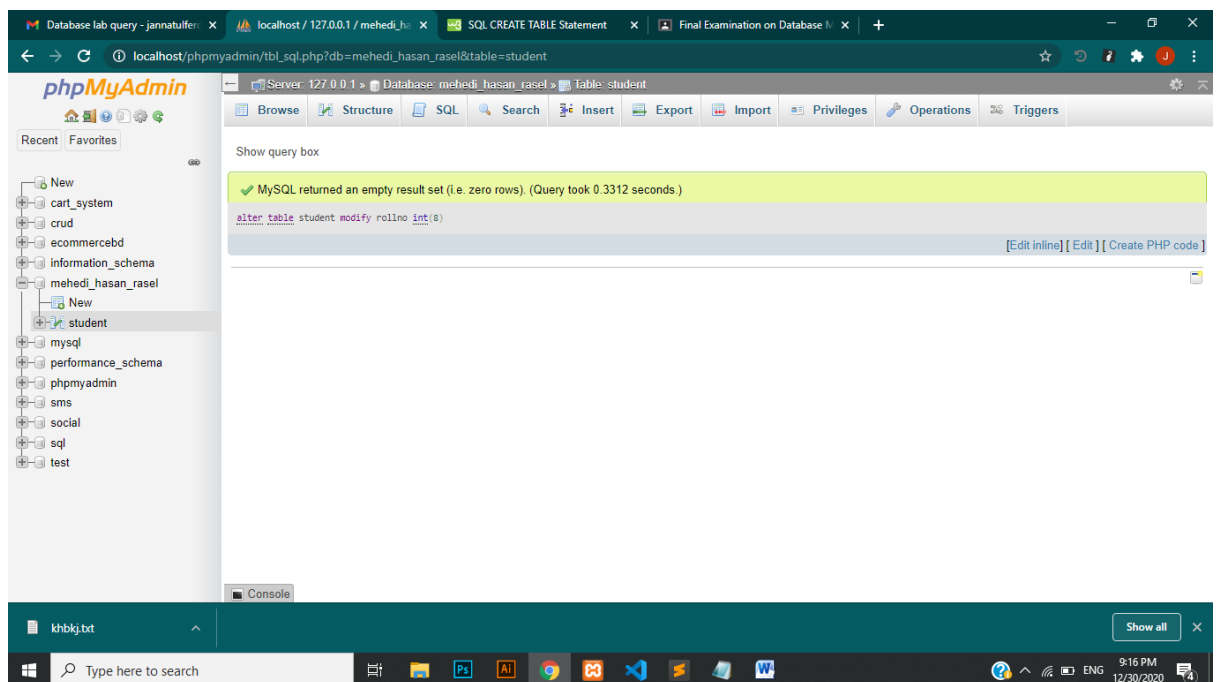 Database lab query - jannatulferc
localhost / 127.0.0.1 / mehedi_ha
SQL CREATE TABLE Statement
Final Examination on Database M
localhost/phpmyadmin/tbl_sql.php?db=mehedi_hasan_rasel&table=student
J
phpMyAdmin
Recent Favorites
New
cart_system
crud
ecommercebd
information_schema
mehedi_hasan_rasel
New
student
mysql
performance_schema
phpmyadmin
sms
social
sql
test
Server: 127.0.0.1 » Database: mehedi_hasan_rasel » Table: student
Browse Structure SQL Search Insert Export Import Privileges Operations Triggers
Show query box
MySQL returned an empty result set (i.e. zero rows). (Query took 0.3312 seconds.)
alter table student modify rollno int(8)
[Edit inline] [ Edit ] [ Create PHP code ]
Console
khbkj.txt
Show all
Type here to search
Ps
Ai
W
ENG
9:16 PM
12/30/2020
4